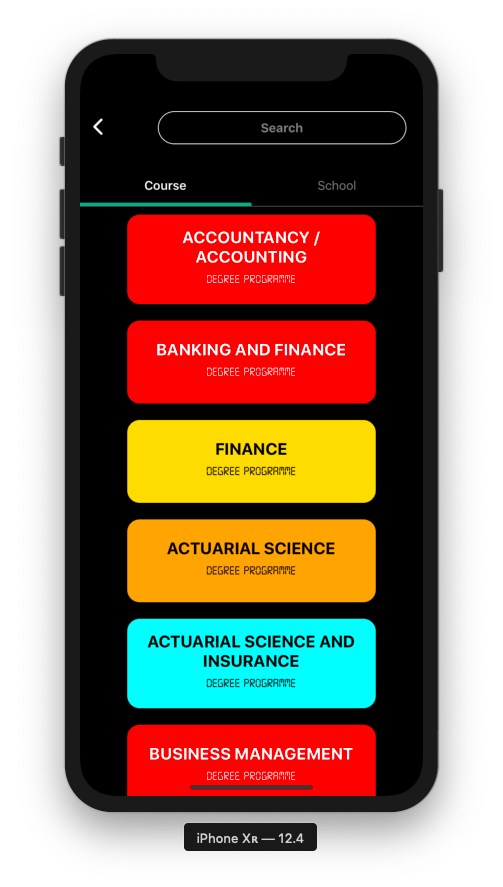 Search
Course
School
ACCOUNTANCY /
ACCOUNTING
DEGREE PROGRAMME
BANKING AND FINANCE
DEGREE PROGRAMME
FINANCE
DEGREE PROGRAMME
ACTUARIAL SCIENCE
DEGREE PROGRAMME
ACTUARIAL SCIENCE AND
INSURANCE
DEGREE PROGRAMME
BUSINESS MANAGEMENT
DEGREE PROGRAMME
iPhone Xʀ — 12.4